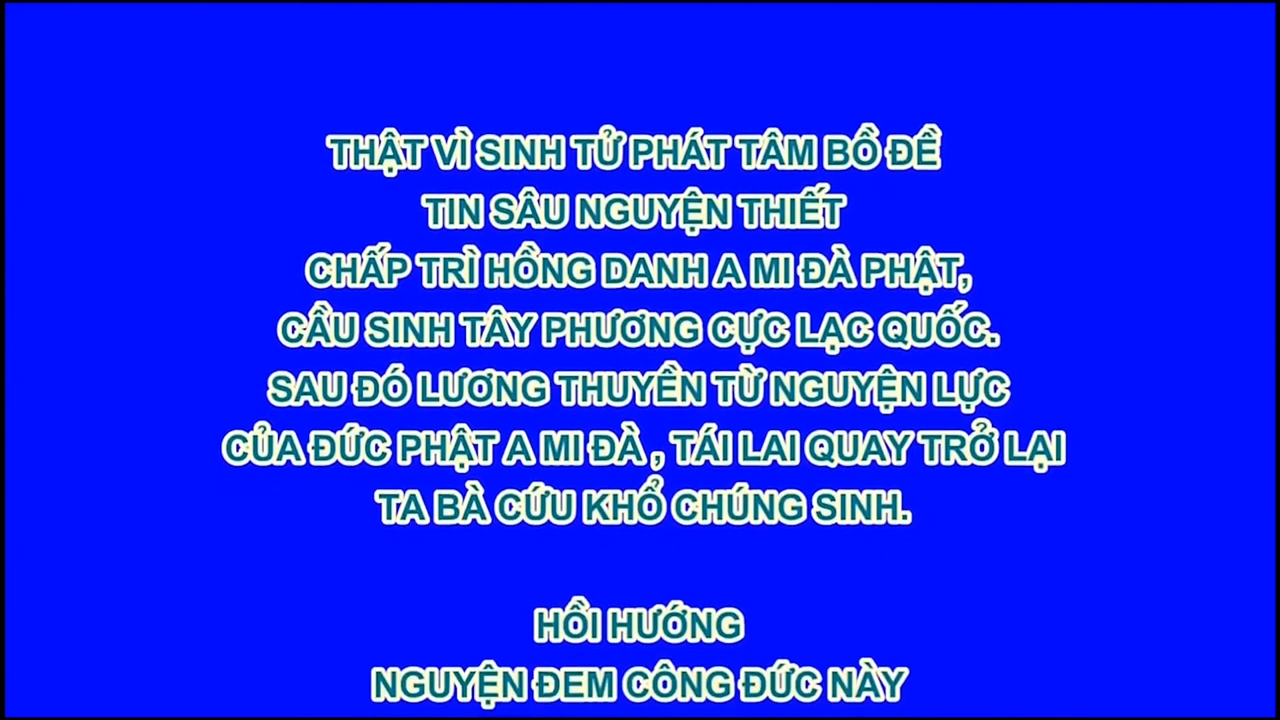 THẬT VÌ SINH TỬ PHÁT TÂM BỒ ĐỀ
TIN SÂU NGUYỆN THIẾT
CHẤP TRÌ HỒNG DANH A MI ĐÀ PHẬT,
CẦU SINH TÂY PHƯƠNG CỰC LẠC QUỐC.
SAU ĐÓ LƯƠNG THUYỀN TỪ NGUYỆN LỰC
CỦA ĐỨC PHẬT A MI ĐÀ , TÁI LAI QUAY TRỞ LẠI
TA BÀ CỨU KHỔ CHÚNG SINH.
HỒI HƯỚNG
NGUYỆN ĐEM CÔNG ĐỨC NÀY